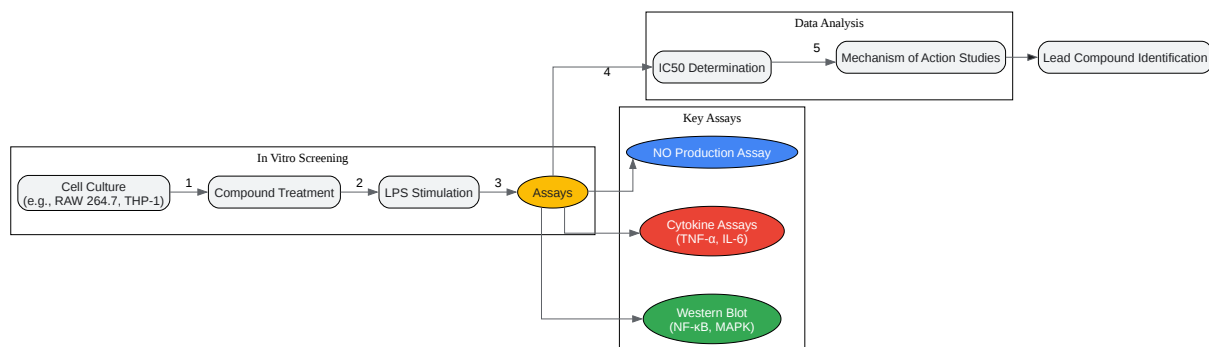 Data Analysis
IC50 Determination
5
Mechanism of Action Studies
Lead Compound Identification
4
Key Assays
NO Production Assay
In Vitro Screening
Cell Culture
(e.g., RAW 264.7, THP-1)
1
Compound Treatment
2
LPS Stimulation
3
Assays
Cytokine Assays
(TNF-α, IL-6)
Western Blot
(NF-κB, MAPK)